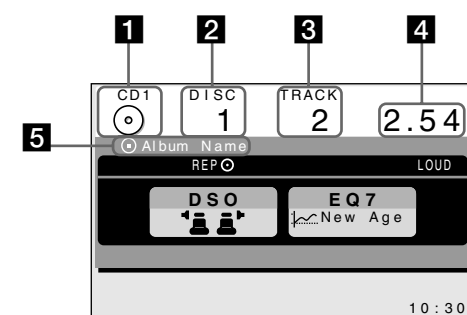 1 2 3 4
CD1 DISC TRACK
1 2 2.54
5 Album Name
REP LOUD
DSO EQ7
New Age
10:30